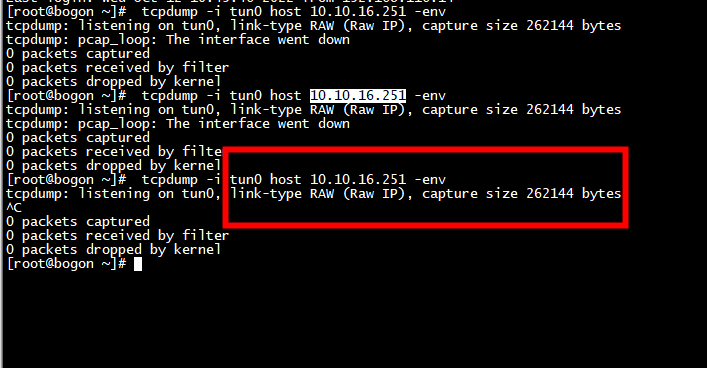 [root@bogon ~]#  tcpdump -i tun0 host 10.10.16.251 -env
tcpdump: listening on tun0, link-type RAW (Raw IP), capture size 262144 bytes
tcpdump: pcap_loop: The interface went down
0 packets captured
0 packets received by filter
0 packets dropped by kernel
[root@bogon ~]#  tcpdump -i tun0 host 10.10.16.251 -env
tcpdump: listening on tun0, link-type RAW (Raw IP), capture size 262144 bytes
tcpdump: pcap_loop: The interface went down
0 packets captured
0 packets received by filte
0 packets dropped by kernel
[root@bogon ~]#  tcpdump -i tun0 host 10.10.16.251 -env
tcpdump: listening on tun0, link-type RAW (Raw IP), capture size 262144 bytes
^C
0 packets captured
0 packets received by filter
0 packets dropped by kernel
[root@bogon ~]#